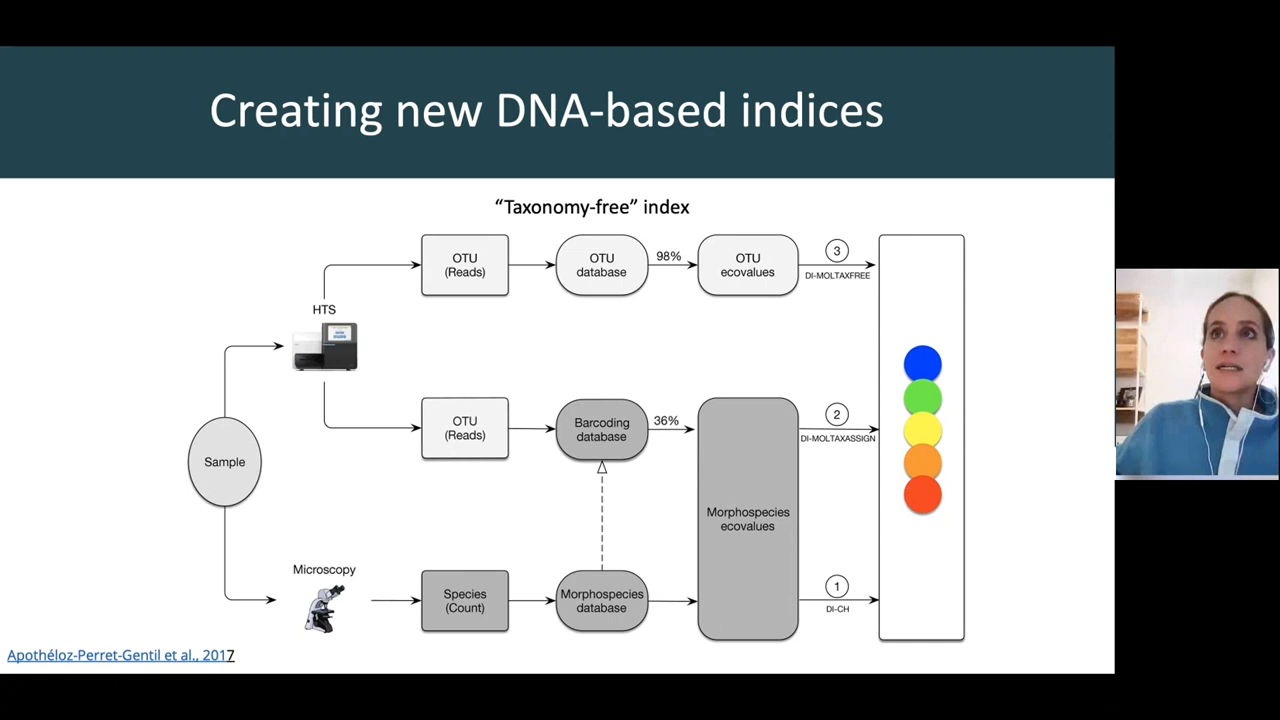 Creating new DNA-based indices
“Taxonomy-free” index
OTU
(Reads)
OTU
database
98%
OTU
ecovalues
3
DI-MOLTAXFREE
HTS
OTU
(Reads)
Barcoding
database
36%
2
DI-MOLTAXASSIGN
Sample
Morphospecies
ecovalues
Microscopy
Species
(Count)
Morphospecies
database
1
DI-CH
Apothéloz-Perret-Gentil et al., 2017